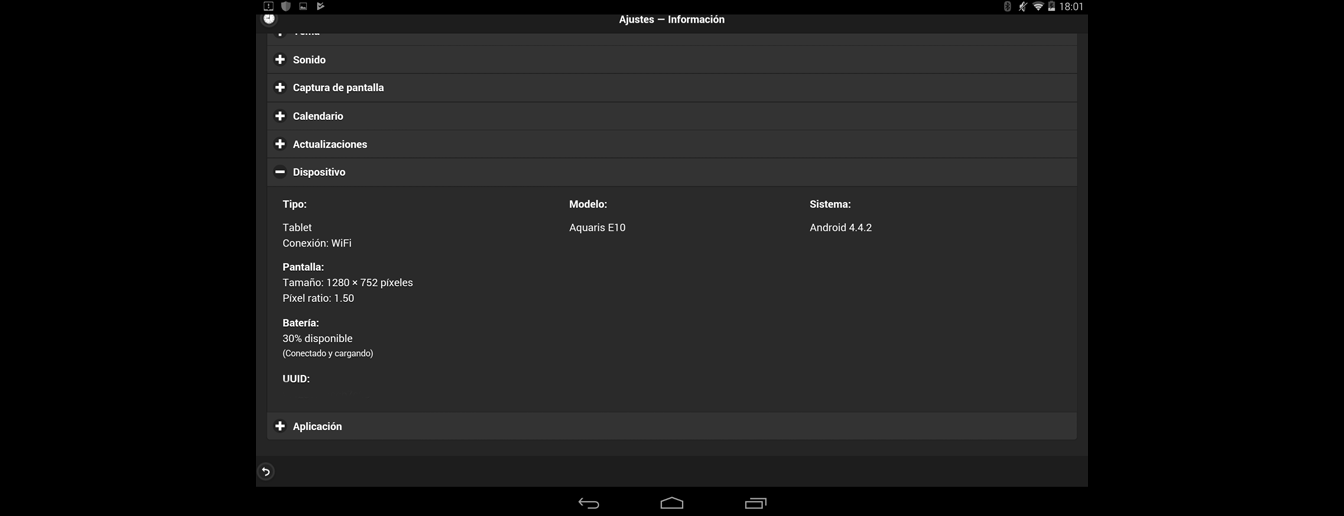 18:01
Ajustes — Información
Tema
Sonido
Captura de pantalla
Calendario
Actualizaciones
Dispositivo
Tipo:
Modelo:
Sistema:
Tablet
Aquaris E10
Android 4.4.2
Conexión: WiFi
Pantalla:
Tamaño: 1280 × 752 píxeles
Píxel ratio: 1.50
Batería:
30% disponible
(Conectado y cargando)
UUID:
Aplicación